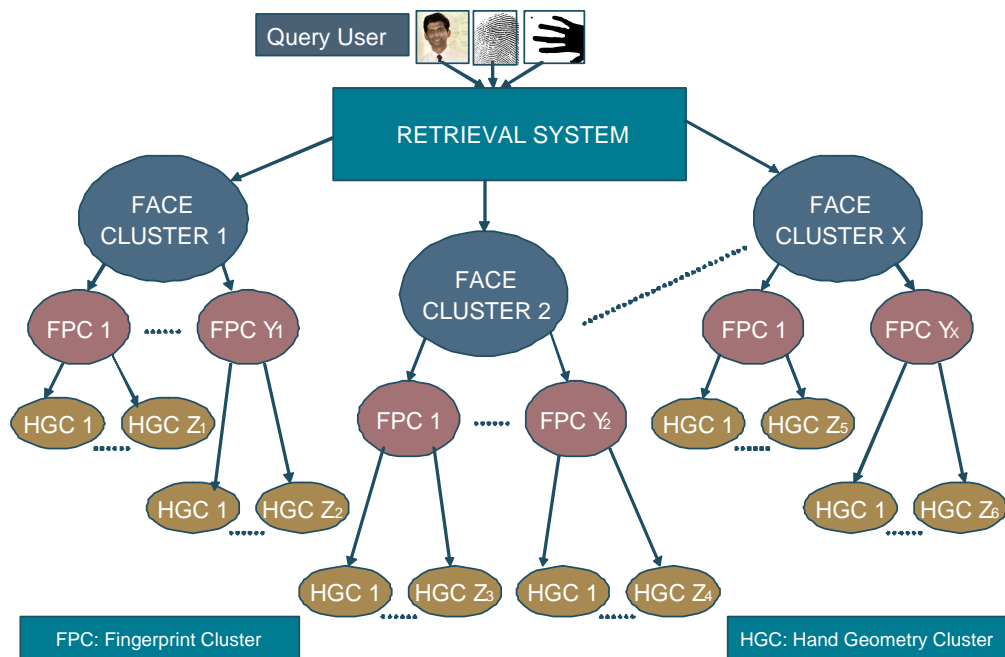 Query User
RETRIEVAL SYSTEM
FACE
CLUSTER 1
FACE
CLUSTER X
FACE
CLUSTER 2
FPC 1
FPC Y1
FPC 1
FPC YX
HGC 1
HGC Z1
FPC 1
FPC Y2
HGC 1
HGC Z5
HGC 1
HGC Z2
HGC 1
HGC Z6
HGC 1
HGC Z3
HGC 1
HGC Z4
FPC: Fingerprint Cluster
HGC: Hand Geometry Cluster